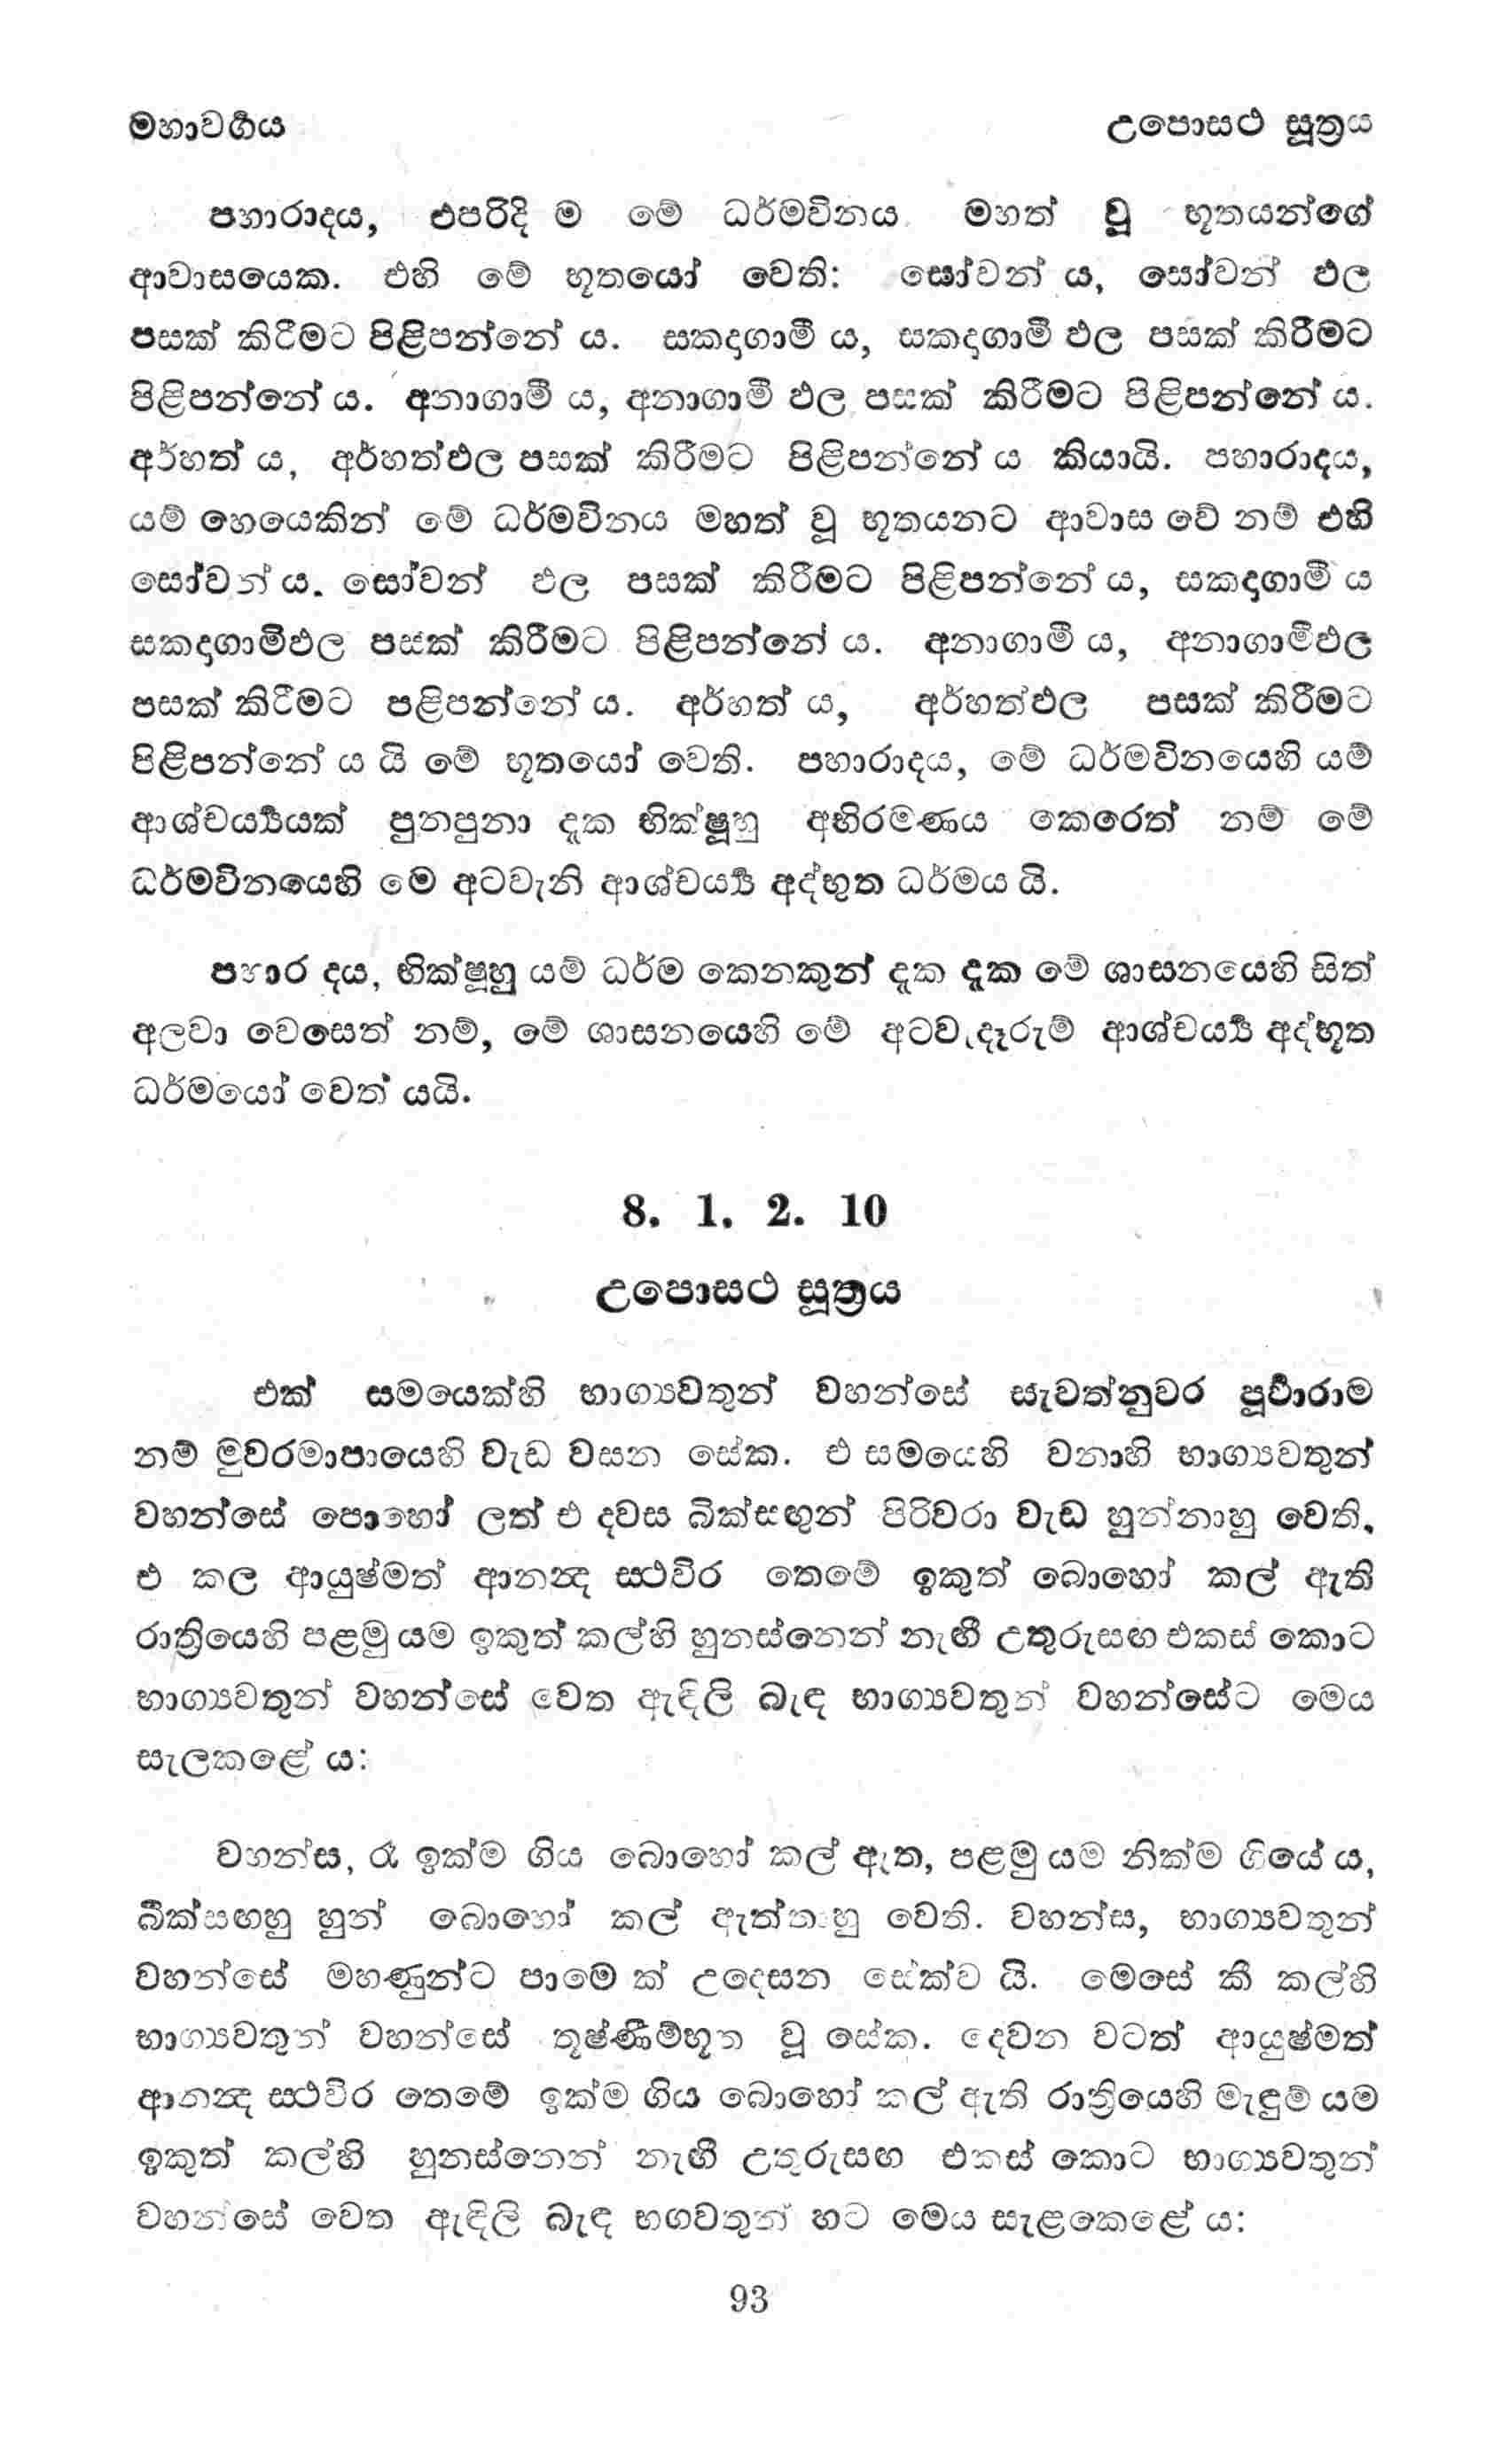 මහාවර්‍ගය උපොසථ සූත්‍රය
පහාරාදය, එපරිදි ම මේ ධර්මවිනය මහත් වූ භූතයන්ගේ
ආවාසයෙක. එහි මේ භූතයෝ වෙති: සෝවන් ය, සෝවන් ඵල
පසක් කිරීමට පිළිපන්නේ ය. සකදාගාමී ය, සකදාගාමී ඵල පසක් කිරීමට
පිළිපන්නේ ය. අනාගාමී ය, අනාගාමී ඵල පසක් කිරීමට පිළිපන්නේ ය.
අර්හත් ය, අර්හත්ඵල පසක් කිරීමට පිළිපන්නේ ය කියායි. පහාරාදය,
යම් හෙයෙකින් මේ ධර්මවිනය මහත් වූ භූතයනට ආවාස වේ නම් එහි
සෝවන් ය. සෝවන් ඵල පසක් කිරීමට පිළිපන්නේ ය, සකදාගාමී ය
සකදාගාමිඵල පසක් කිරීමට පිළිපන්නේ ය. අනාගාමී ය, අනාගාමීඵල
පසක් කිරීමට පළිපන්නේ ය. අර්හත් ය, අර්හත්ඵල පසක් කිරීමට
පිළිපන්නේ ය යි මේ භූතයෝ වෙති. පහාරාදය, මේ ධර්මවිනයෙහි යම්
ආශ්චර්‍ය්‍යයක් පුනපුනා දැක භික්ෂූහු අභිරමණය කෙරෙත් නම් මේ
ධර්මවිනයෙහි මෙ අටවැනි ආශ්චර්‍ය්‍ය අද්භූත ධර්මය යි.
පහාර දය, භික්ෂූහු යම් ධර්ම කෙනකුන් දැක දැක මේ ශාසනයෙහි සිත්
අලවා වෙසෙත් නම්, මේ ශාසනයෙහි මේ අටවැදෑරුම් ආශ්චර්‍ය්‍ය අද්භූත
ධර්මයෝ වෙත් යයි.
8. 1. 2. 10
උපොසථ සූත්‍රය
එක් සමයෙක්හි භාග්‍යවතුන් වහන්සේ සැවත්නුවර පූර්‍වාරාම
නම් මුවරමාපායෙහි වැඩ වසන සේක. එ සමයෙහි වනාහි භාග්‍යවතුන්
වහන්සේ පොහෝ ලත් එ දවස බික්සඟුන් පිරිවරා වැඩ හුන්නාහු වෙති.
එ කල ආයුෂ්මත් ආනන්‍ද ස්ථවිර තෙමේ ඉකුත් බොහෝ කල් ඇති
රාත්‍රියෙහි පළමු යම ඉකුත් කල්හි හුනස්නෙන් නැඟී උතුරුසඟ එකස් කොට
භාග්‍යවතුන් වහන්සේ වෙත ඇඳිලි බැඳ භාග්‍යවතුන් වහන්සේට මෙය
සැලකළේ ය:
වහන්ස, රෑ ඉක්ම ගිය බොහෝ කල් ඇත, පළමු යම නික්ම ගියේ ය,
බික්සඟහු හුන් බොහෝ කල් ඇත්තාහු වෙති. වහන්ස, භාග්‍යවතුන්
වහන්සේ මහණුන්ට පාමෙ ක් උදෙසන සේක්ව යි. මෙසේ කී කල්හි
භාග්‍යවතුන් වහන්සේ තූෂ්ණීම්භූත වූ සේක. දෙවන වටත් ආයුෂ්මත්
ආනන්‍ද ස්ථවිර තෙමේ ඉක්ම ගිය බොහෝ කල් ඇති රාත්‍රියෙහි මැඳුම් යම
ඉකුත් කල්හි හුනස්නෙන් නැඟී උතුරුසඟ එකස් කොට භාග්‍යවතුන්
වහන්සේ වෙත ඇඳිලි බැඳ භගවතුන් හට මෙය සැළකෙළේ ය:
93